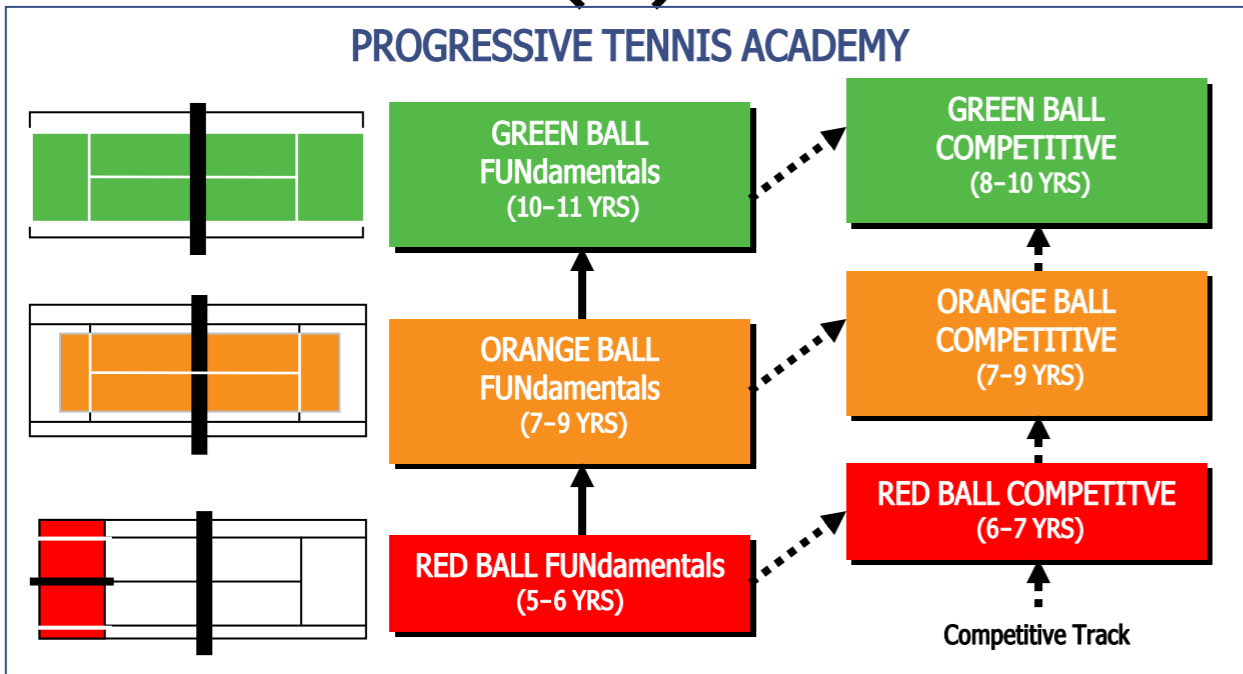 PROGRESSIVE TENNIS ACADEMY
GREEN BALL
FUNdamentals
(10–11 YRS)
GREEN BALL
COMPETITIVE
(8–10 YRS)
ORANGE BALL
FUNdamentals
(7–9 YRS)
ORANGE BALL
COMPETITIVE
(7–9 YRS)
RED BALL FUNdamentals
(5–6 YRS)
RED BALL COMPETITVE
(6–7 YRS)
Competitive Track